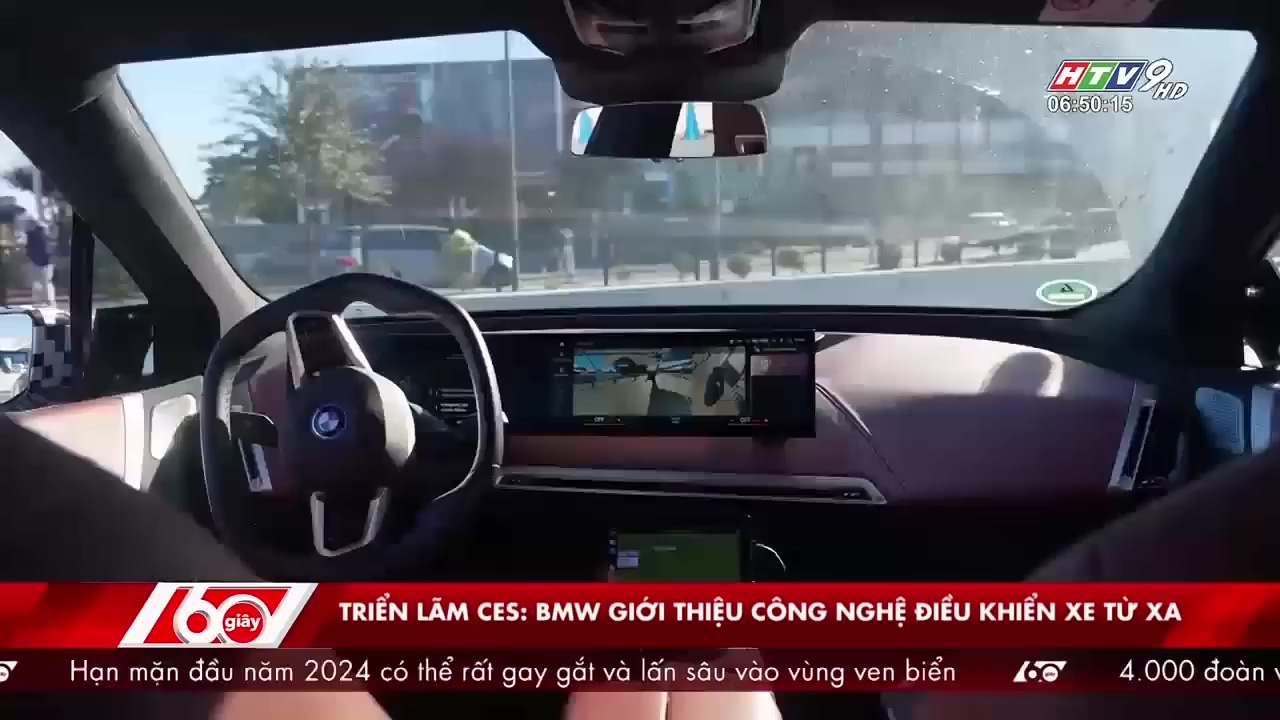 HTV9 HD
06:50:15
60 giây
TRIỂN LÃM CES: BMW GIỚI THIỆU CÔNG NGHỆ ĐIỀU KHIỂN XE TỪ XA
Hạn mặn đầu năm 2024 có thể rất gay gắt và lấn sâu vào vùng ven biển 60 giây 4.000 đoàn